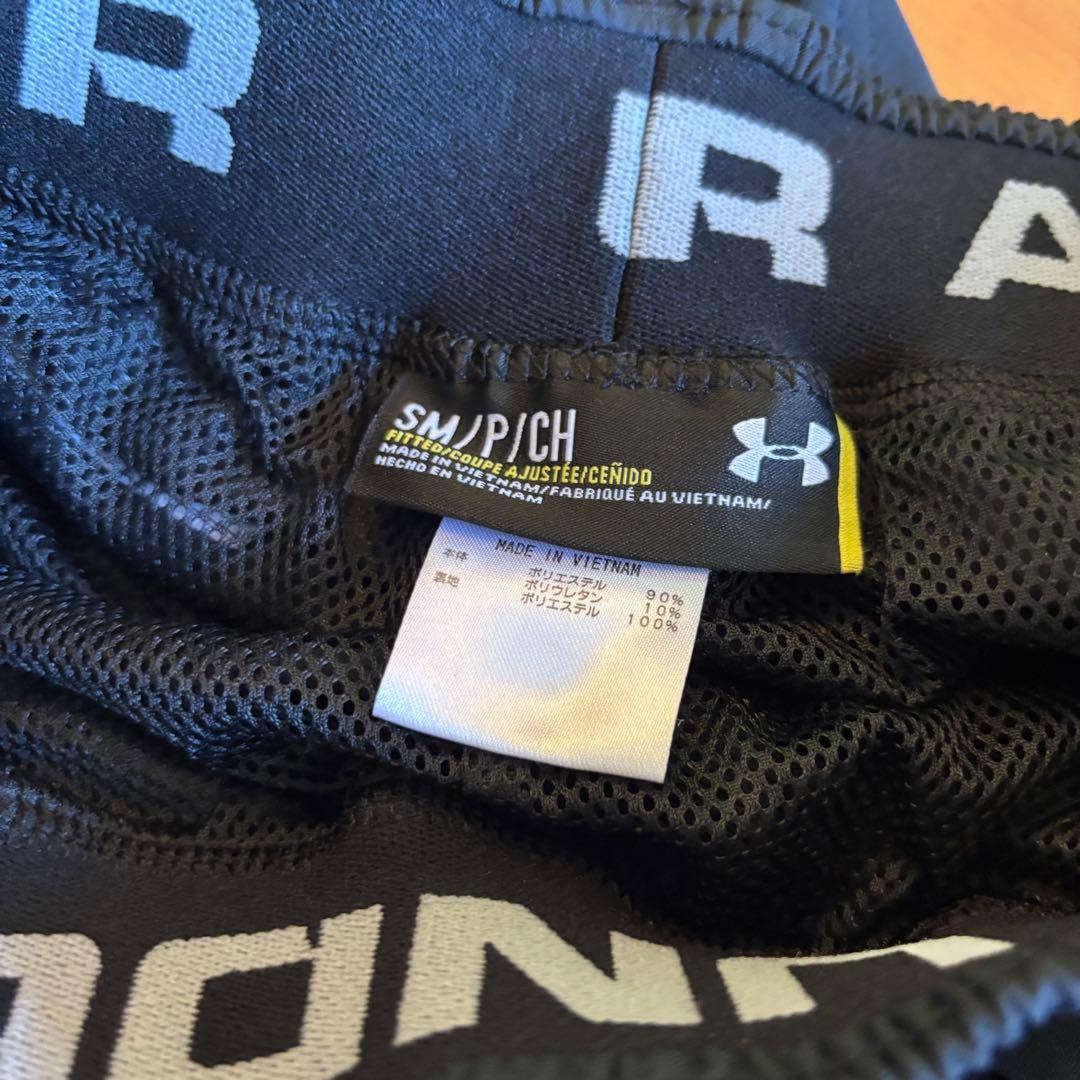 R
R A
SM/P/CH
FITTED/COUPE AJUSTÉE/CEÑIDO
MADE IN VIETNAM/FABRIQUÉ AU VIETNAM/
HECHO EN VIETNAM
MADE IN VIETNAM
本体 ポリエステル 90%
ポリウレタン 10%
裏地 ポリエステル 100%